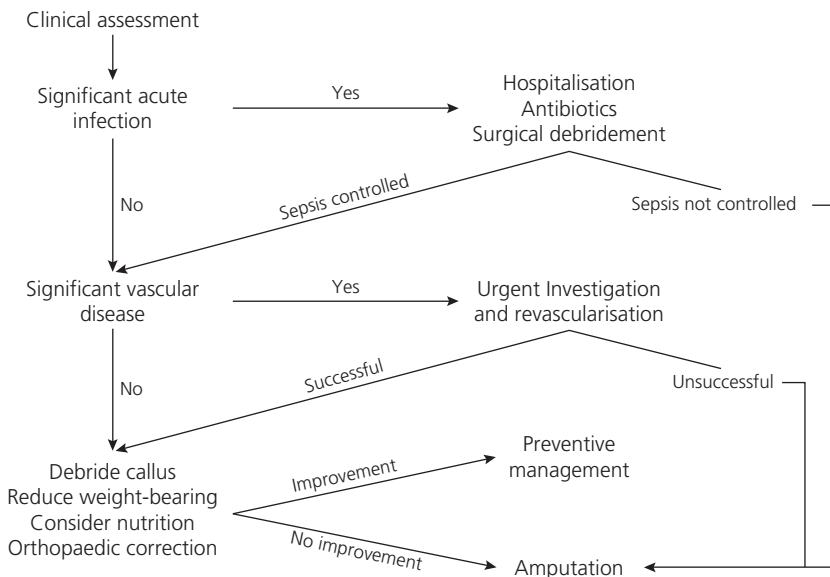 Clinical assessment
Significant acute
infection
Yes
Hospitalisation
Antibiotics
Surgical debridement
No
Sepsis controlled
Sepsis not controlled
Significant vascular
disease
Yes
Urgent Investigation
and revascularisation
No
Successful
Unsuccessful
Debride callus
Reduce weight-bearing
Consider nutrition
Orthopaedic correction
Improvement
Preventive
management
No improvement
Amputation